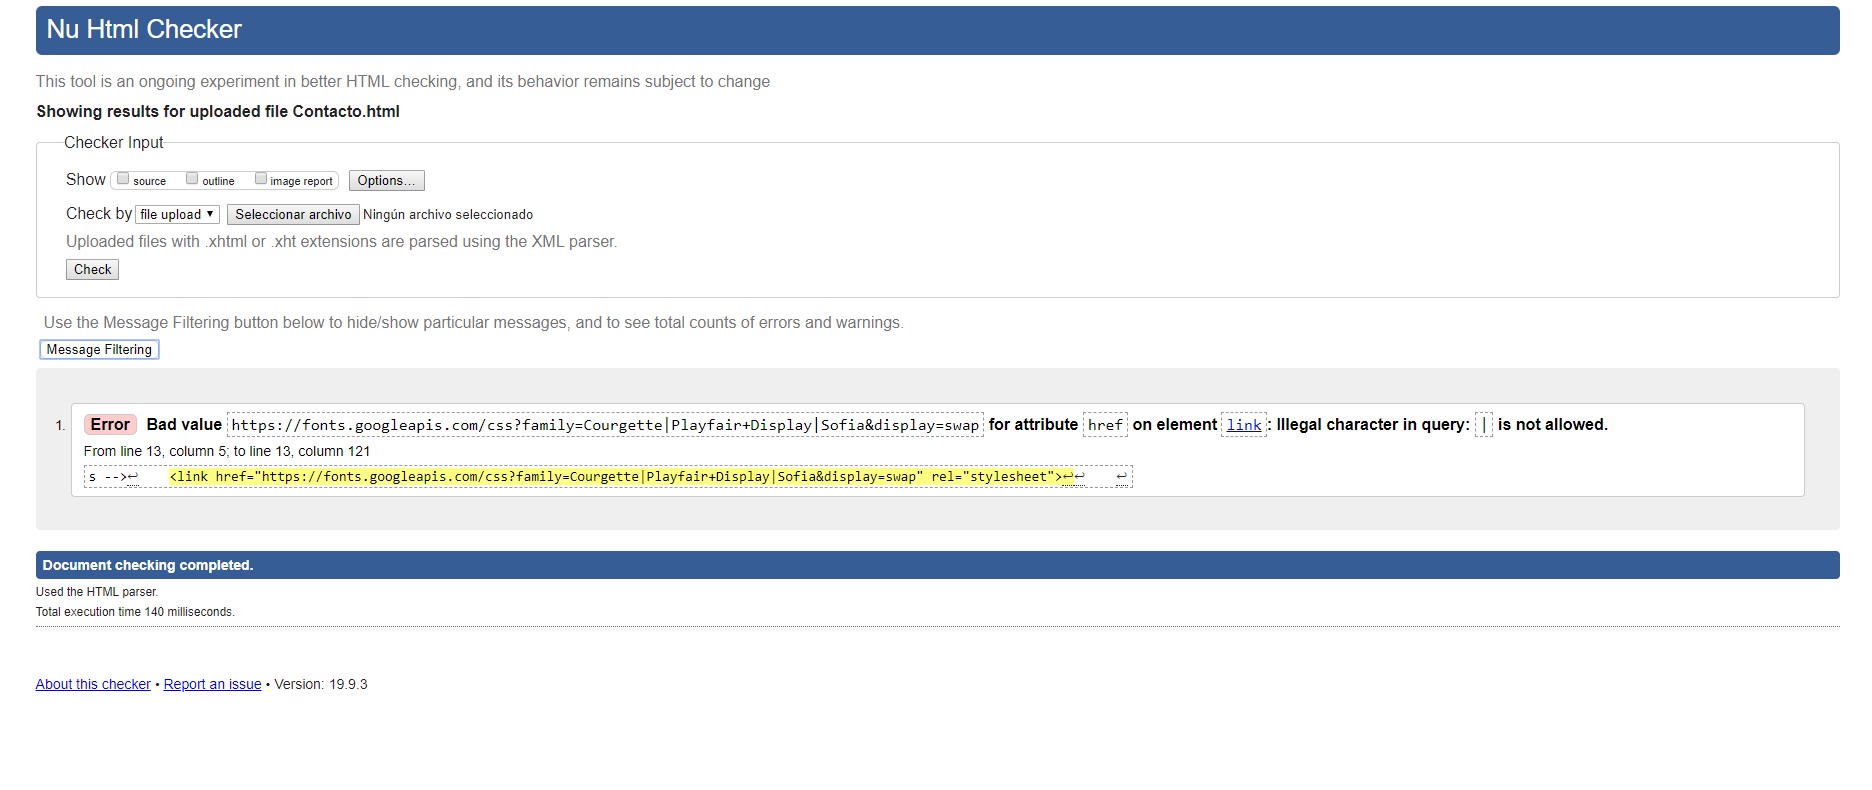 Nu Html Checker
This tool is an ongoing experiment in better HTML checking, and its behavior remains subject to change
Showing results for uploaded file Contacto.html
Checker Input
Show source outline image report Options...
Check by file upload ▼ Seleccionar archivo Ningún archivo seleccionado
Uploaded files with .xhtml or .xht extensions are parsed using the XML parser.
Check
Use the Message Filtering button below to hide/show particular messages, and to see total counts of errors and warnings.
Message Filtering
1. Error Bad value https://fonts.googleapis.com/css?family=Courgette|Playfair+Display|Sofia&display=swap for attribute href on element link: Illegal character in query: | is not allowed.
From line 13, column 5; to line 13, column 121
s -->↩ <link href="https://fonts.googleapis.com/css?family=Courgette|Playfair+Display|Sofia&display=swap" rel="stylesheet">↩↩ ↩
Document checking completed.
Used the HTML parser.
Total execution time 140 milliseconds.
About this checker • Report an issue • Version: 19.9.3